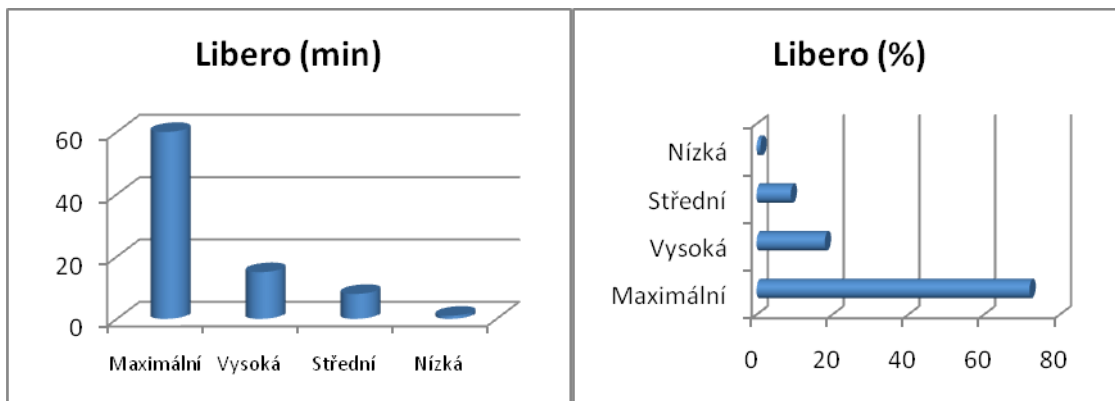 Libero (min)
60
40
20
0
Maximální Vysoká Střední Nízká
Libero (%)
Nízká
Střední
Vysoká
Maximální
0 20 40 60 80